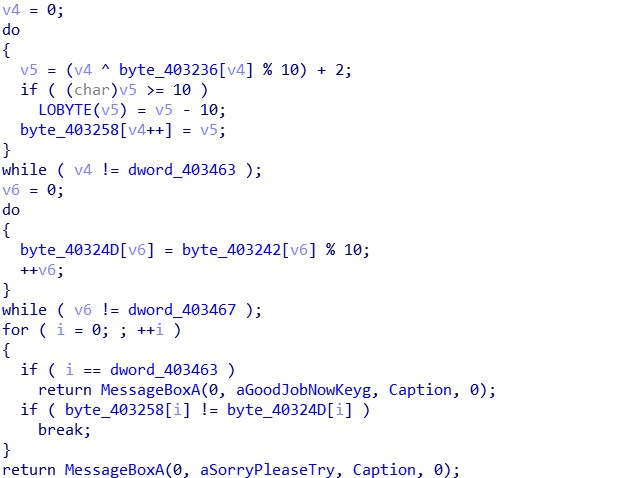 v4 = 0;
do
{
  v5 = (v4 ^ byte_403236[v4] % 10) + 2;
  if ( (char)v5 >= 10 )
    LOBYTE(v5) = v5 - 10;
  byte_403258[v4++] = v5;
}
while ( v4 != dword_403463 );
v6 = 0;
do
{
  byte_40324D[v6] = byte_403242[v6] % 10;
  ++v6;
}
while ( v6 != dword_403467 );
for ( i = 0; ; ++i )
{
  if ( i == dword_403463 )
    return MessageBoxA(0, aGoodJobNowKeyg, Caption, 0);
  if ( byte_403258[i] != byte_40324D[i] )
    break;
}
return MessageBoxA(0, aSorryPleaseTry, Caption, 0);